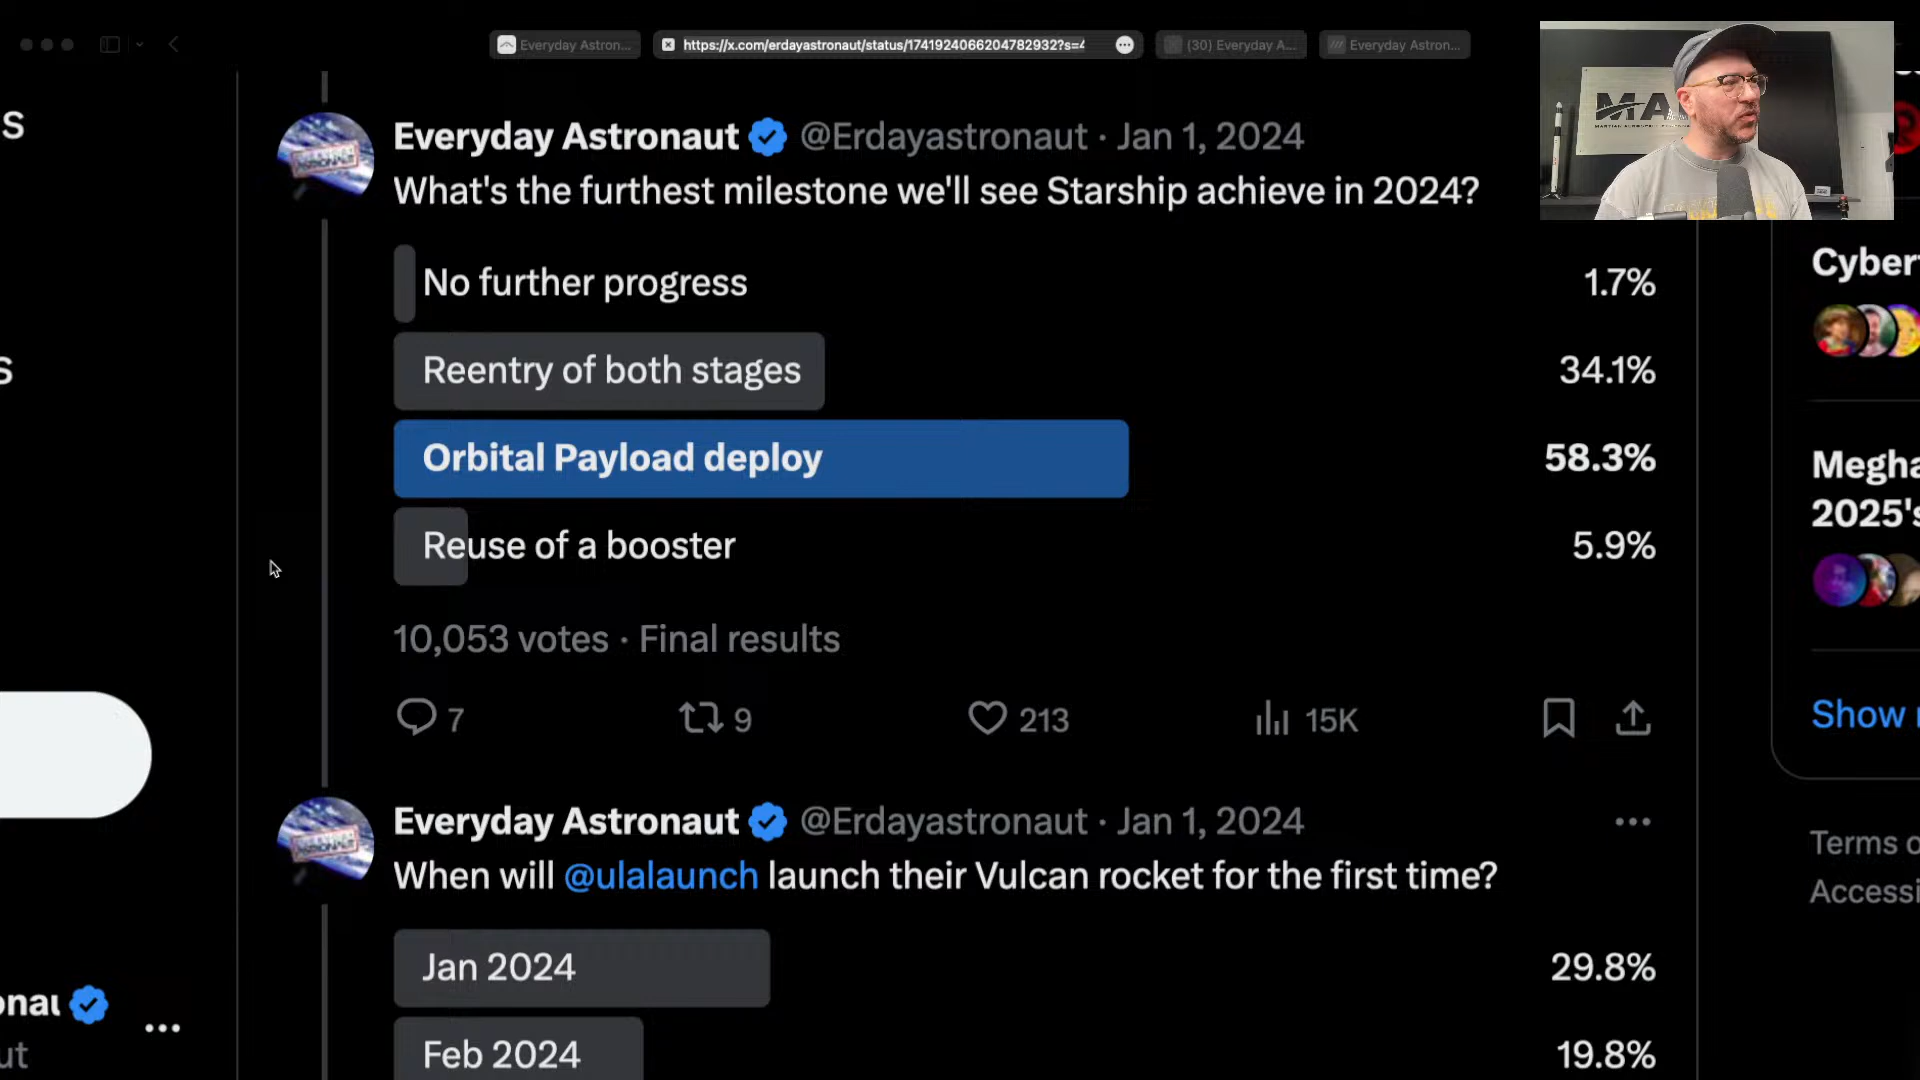 Everyday Astron...
https://x.com/erdayastronaut/status/1741924066204782932?s=4
(30) Everyday A...
Everyday Astron...
MA
s
s
Everyday Astronaut @Erdayastronaut · Jan 1, 2024
What's the furthest milestone we'll see Starship achieve in 2024?
No further progress 1.7%
Reentry of both stages 34.1%
Orbital Payload deploy 58.3%
Reuse of a booster 5.9%
10,053 votes · Final results
7 9 213 15K
Everyday Astronaut @Erdayastronaut · Jan 1, 2024
When will @ulalaunch launch their Vulcan rocket for the first time?
Jan 2024 29.8%
Feb 2024 19.8%
Cyber
Megha
2025's
Show
Terms o
Accessi
onau
ut